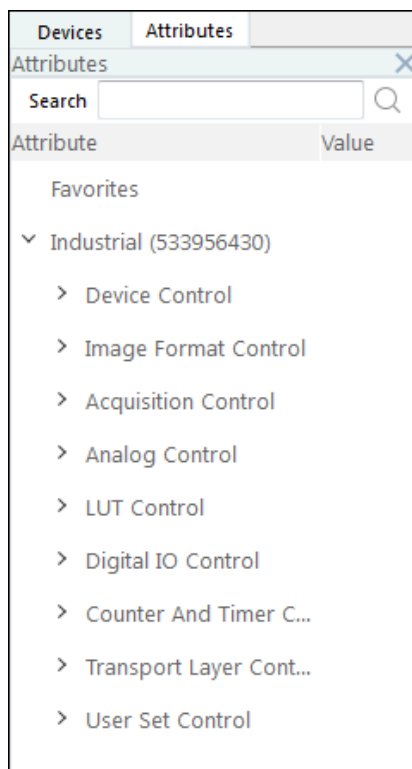 Devices Attributes
Attributes
Search
Attribute Value
Favorites
Industrial (533956430)
Device Control
Image Format Control
Acquisition Control
Analog Control
LUT Control
Digital IO Control
Counter And Timer C...
Transport Layer Cont...
User Set Control